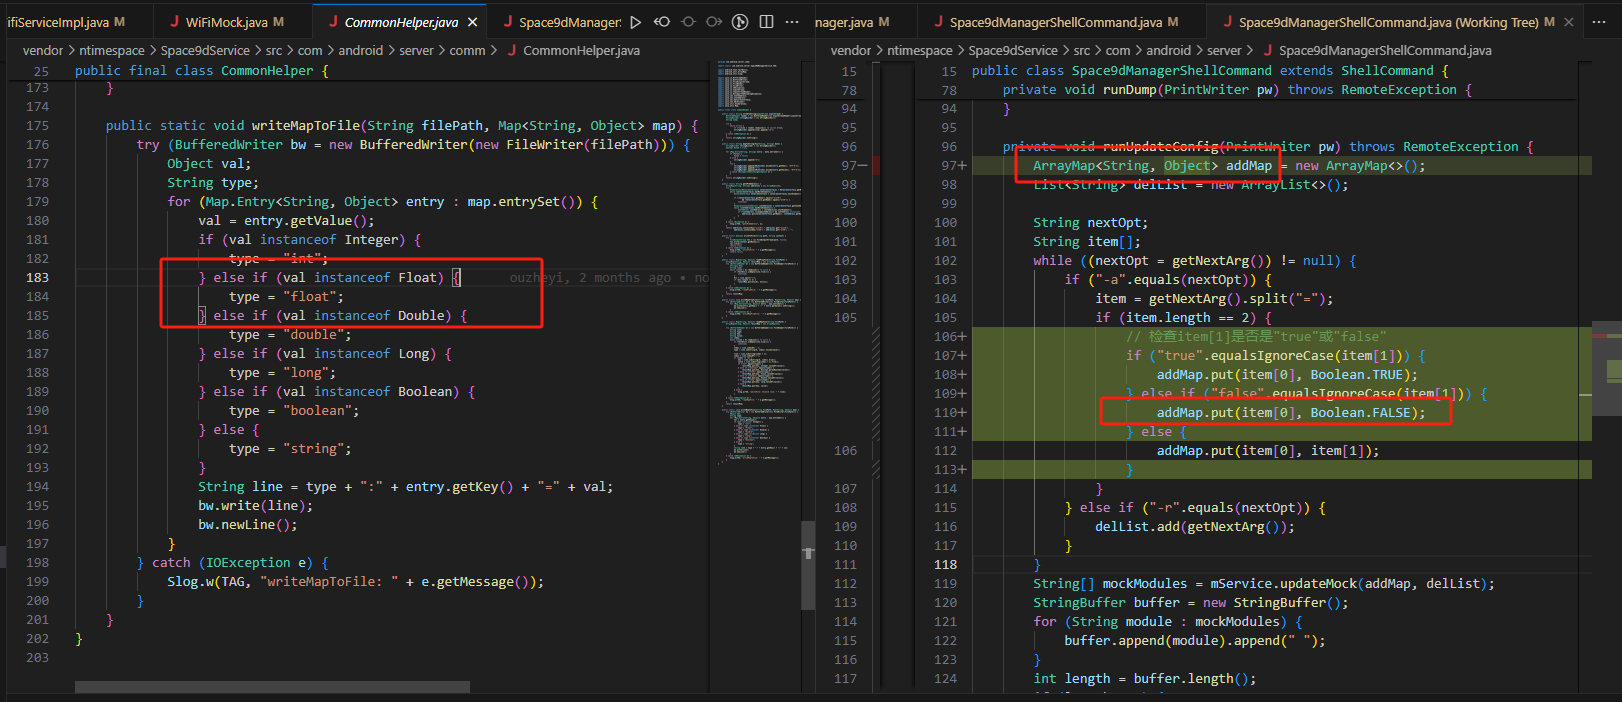 ifiServiceImpl.java M
WiFiMock.java M
CommonHelper.java
Space9dManager
nager.java M
Space9dManagerShellCommand.java M
Space9dManagerShellCommand.java (Working Tree) M
vendor > ntimespace > Space9dService > src > com > android > server > comm > CommonHelper.java
25 public final class CommonHelper {
173 }
174
175 public static void writeMapToFile(String filePath, Map<String, Object> map) {
176 try (BufferedWriter bw = new BufferedWriter(new FileWriter(filePath))) {
177 Object val;
178 String type;
179 for (Map.Entry<String, Object> entry : map.entrySet()) {
180 val = entry.getValue();
181 if (val instanceof Integer) {
182 type = "int";
183 } else if (val instanceof Float) { ouzheyi, 2 months ago • no
184 type = "float";
185 } else if (val instanceof Double) {
186 type = "double";
187 } else if (val instanceof Long) {
188 type = "long";
189 } else if (val instanceof Boolean) {
190 type = "boolean";
191 } else {
192 type = "string";
193 }
194 String line = type + ":" + entry.getKey() + "=" + val;
195 bw.write(line);
196 bw.newLine();
197 }
198 } catch (IOException e) {
199 Slog.w(TAG, "writeMapToFile: " + e.getMessage());
200 }
201 }
202 }
203
vendor > ntimespace > Space9dService > src > com > android > server > Space9dManagerShellCommand.java
15 15 public class Space9dManagerShellCommand extends ShellCommand {
78 78 private void runDump(PrintWriter pw) throws RemoteException {
94 94 }
95 95
96 96 private void runUpdateConfig(PrintWriter pw) throws RemoteException {
97− 97+ ArrayMap<String, Object> addMap = new ArrayMap<>();
98 98 List<String> delList = new ArrayList<>();
99 99
100 100 String nextOpt;
101 101 String item[];
102 102 while ((nextOpt = getNextArg()) != null) {
103 103 if ("-a".equals(nextOpt)) {
104 104 item = getNextArg().split("=");
105 105 if (item.length == 2) {
106+ // 检查item[1]是否是"true"或"false"
107+ if ("true".equalsIgnoreCase(item[1])) {
108+ addMap.put(item[0], Boolean.TRUE);
109+ } else if ("false".equalsIgnoreCase(item[1])) {
110+ addMap.put(item[0], Boolean.FALSE);
111+ } else {
106 112 addMap.put(item[0], item[1]);
113+ }
107 114 }
108 115 } else if ("-r".equals(nextOpt)) {
109 116 delList.add(getNextArg());
110 117 }
111 118 }
112 119 String[] mockModules = mService.updateMock(addMap, delList);
113 120 StringBuffer buffer = new StringBuffer();
114 121 for (String module : mockModules) {
115 122 buffer.append(module).append(" ");
116 123 }
117 124 int length = buffer.length();